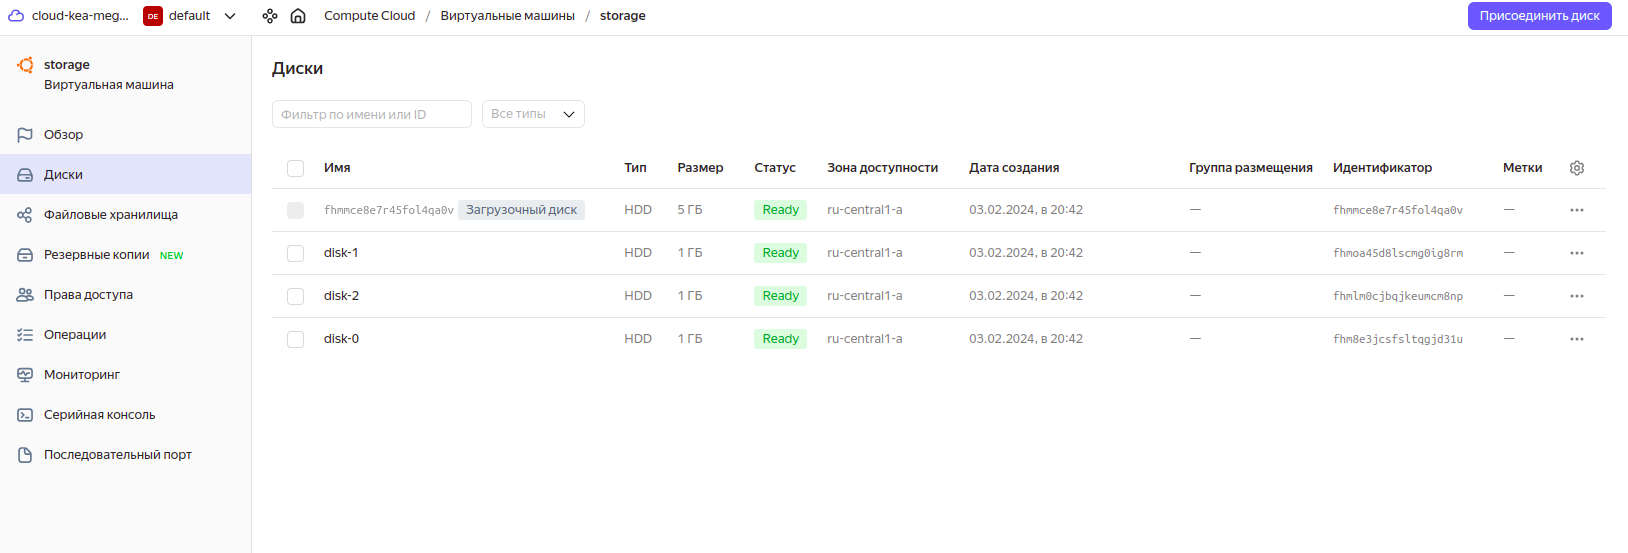 cloud-kea-meg... DE default Compute Cloud / Виртуальные машины / storage Присоединить диск
storage
Виртуальная машина
Обзор
Диски
Файловые хранилища
Резервные копии NEW
Права доступа
Операции
Мониторинг
Серийная консоль
Последовательный порт
Диски
Фильтр по имени или ID Все типы
Имя Тип Размер Статус Зона доступности Дата создания Группа размещения Идентификатор Метки
fhmmce8e7r45fol4qa0v Загрузочный диск HDD 5 ГБ Ready ru-central1-a 03.02.2024, в 20:42 — fhmmce8e7r45fol4qa0v —
disk-1 HDD 1 ГБ Ready ru-central1-a 03.02.2024, в 20:42 — fhmoa45d8lscmg0ig8rm —
disk-2 HDD 1 ГБ Ready ru-central1-a 03.02.2024, в 20:42 — fhmlm0cjbqjkeumcm8np —
disk-0 HDD 1 ГБ Ready ru-central1-a 03.02.2024, в 20:42 — fhm8e3jcsfsltqgjd31u —